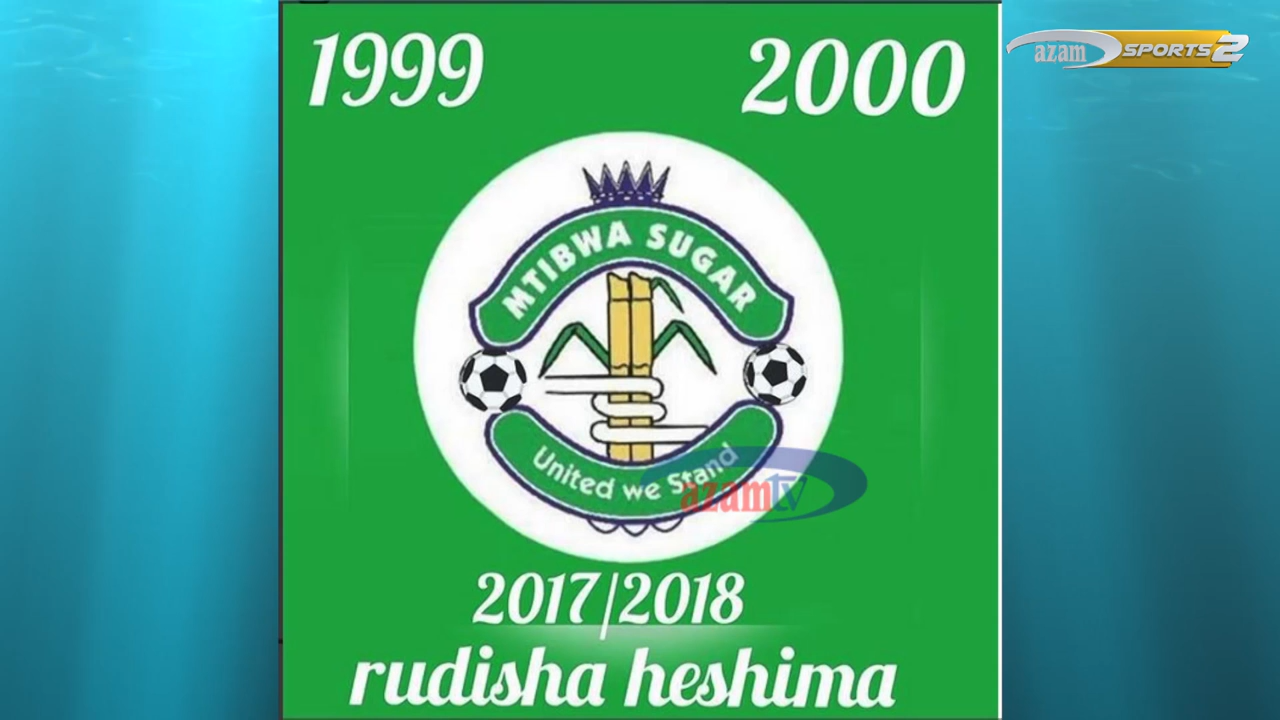 1999
2000
azam SPORTS 2
MTIBWA SUGAR
United we Stand
azamtv
2017/2018
rudisha heshima